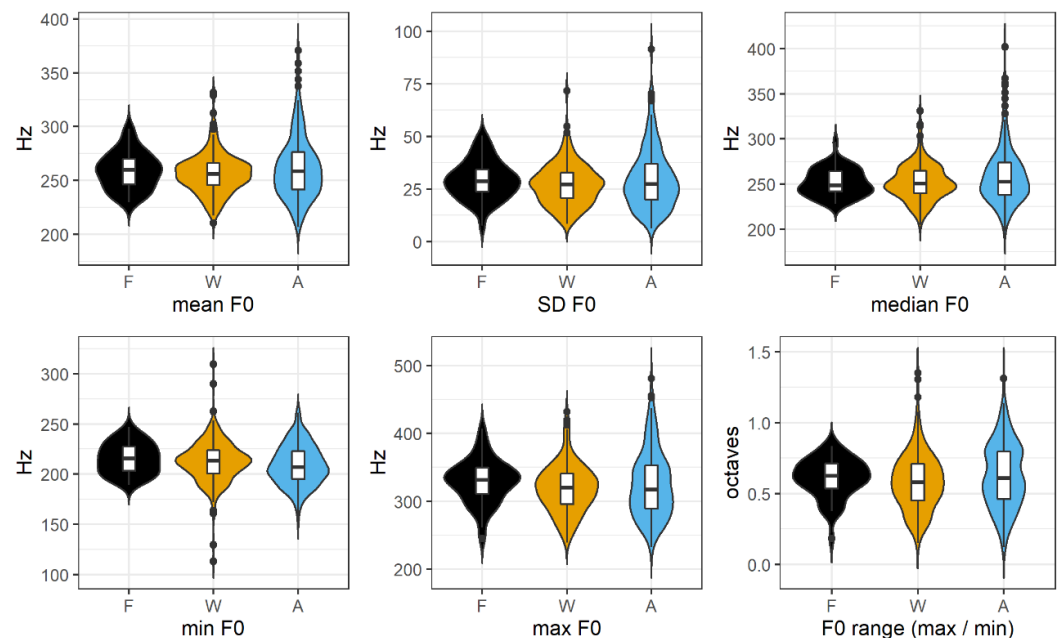 400
350
300
250
200
Hz
F W A
mean F0
100
75
50
25
0
Hz
F W A
SD F0
400
350
300
250
200
Hz
F W A
median F0
300
250
200
150
100
Hz
F W A
min F0
500
400
300
200
Hz
F W A
max F0
1.5
1.0
0.5
0.0
octaves
F W A
F0 range (max / min)